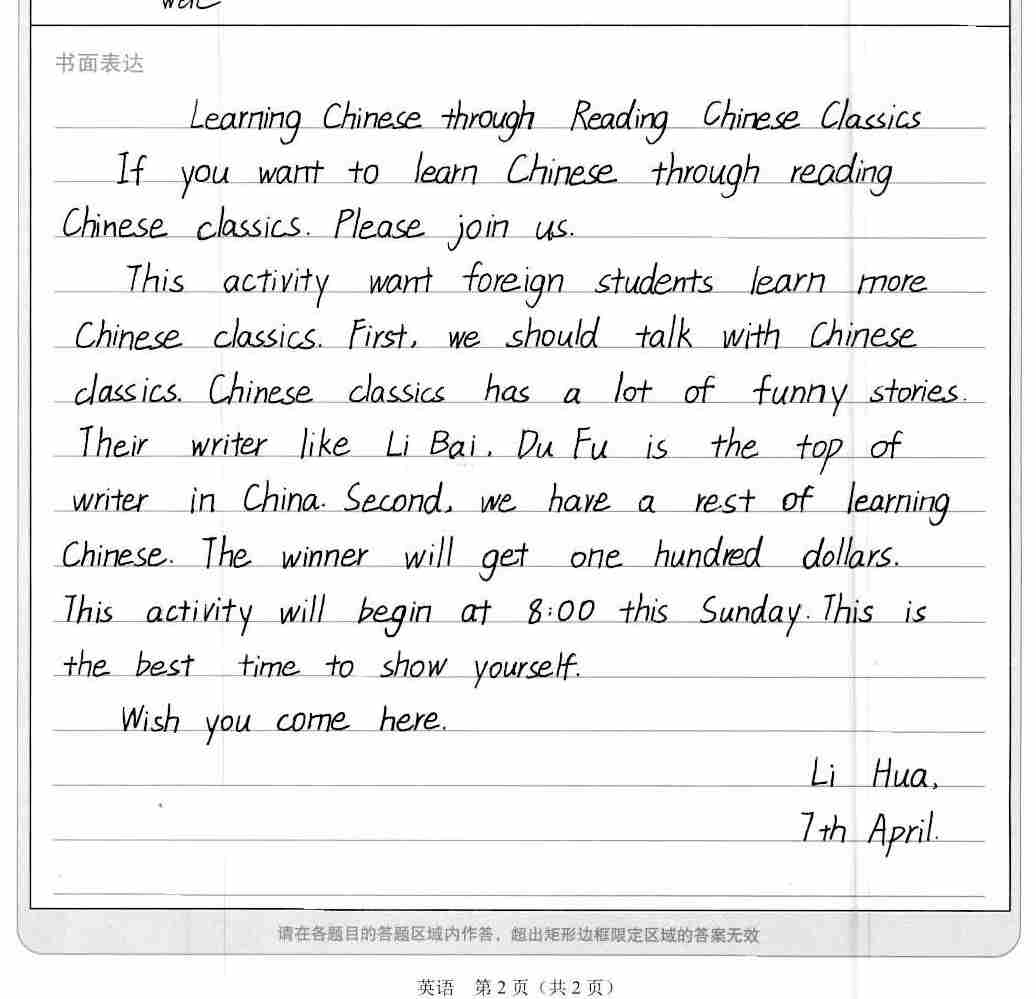 书面表达
Learning Chinese through Reading Chinese Classics
If you want to learn Chinese through reading
Chinese classics. Please join us.
This activity want foreign students learn more
Chinese classics. First, we should talk with Chinese
classics. Chinese classics has a lot of funny stories.
Their writer like Li Bai, Du Fu is the top of
writer in China. Second, we have a rest of learning
Chinese. The winner will get one hundred dollars.
This activity will begin at 8:00 this Sunday. This is
the best time to show yourself.
Wish you come here.
Li Hua,
7th April.
请在各题目的答题区域内作答，超出矩形边框限定区域的答案无效
英语 第2页（共2页）